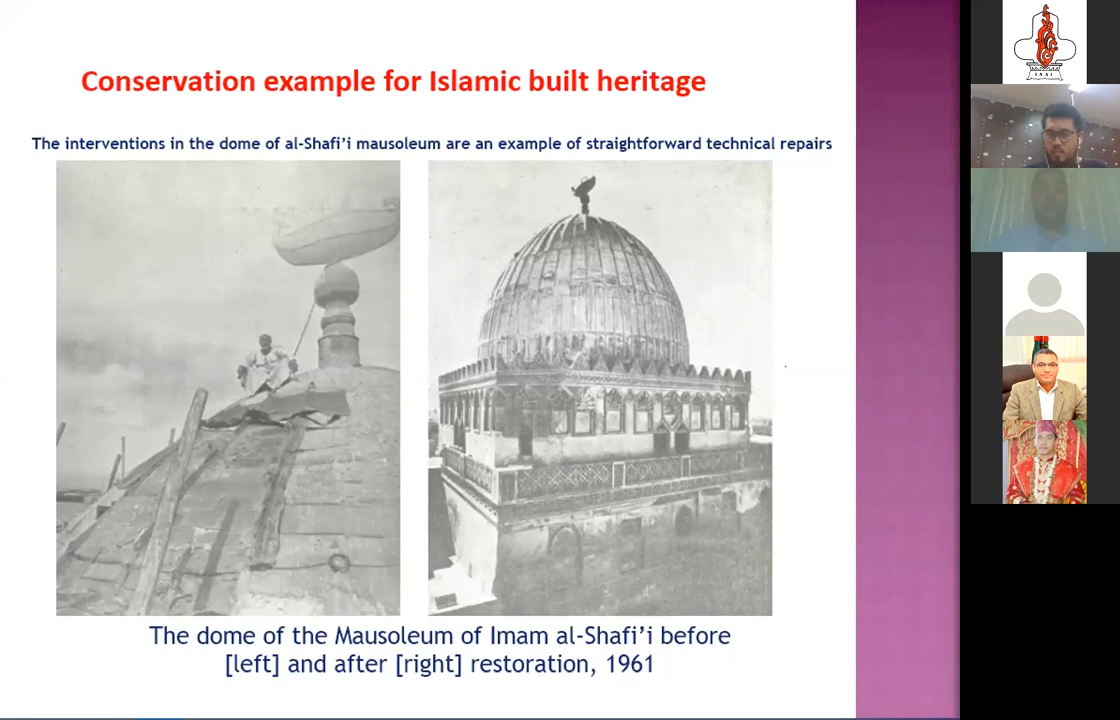 Conservation example for Islamic built heritage
The interventions in the dome of al-Shafi’i mausoleum are an example of straightforward technical repairs
The dome of the Mausoleum of Imam al-Shafi’i before
[left] and after [right] restoration, 1961